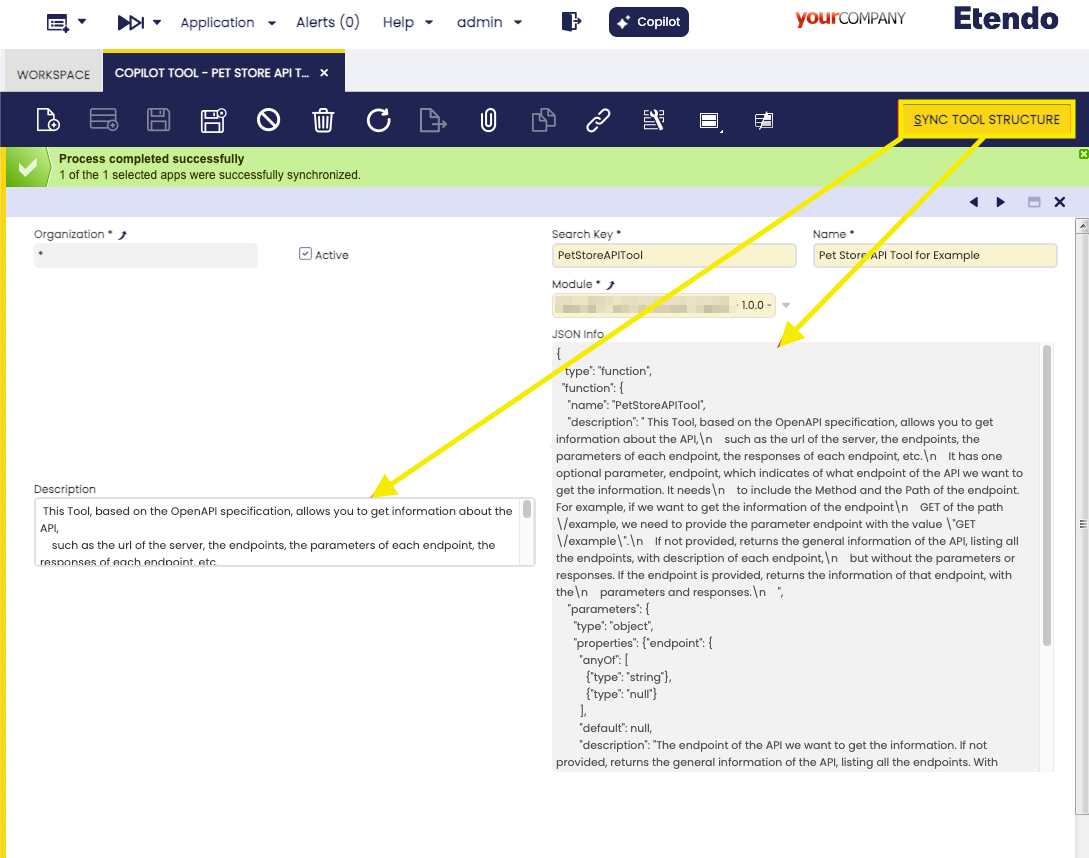 Application
Alerts (0)
Help
admin
Copilot
yourCOMPANY
Etendo
WORKSPACE
COPILOT TOOL - PET STORE API T...
SYNC TOOL STRUCTURE
Process completed successfully
1 of the 1 selected apps were successfully synchronized.
Organization *
*
Active
Search Key *
PetStoreAPITool
Name *
Pet Store API Tool for Example
Module *
- 1.0.0 -
JSON Info
{
"type": "function",
"function": {
"name": "PetStoreAPITool",
"description": " This Tool, based on the OpenAPI specification, allows you to get
information about the API,\n    such as the url of the server, the endpoints, the
parameters of each endpoint, the responses of each endpoint, etc.\n    It has one
optional parameter, endpoint, which indicates of what endpoint of the API we want to
get the information. It needs\n    to include the Method and the Path of the endpoint.
For example, if we want to get the information of the endpoint\n    GET of the path
\/example, we need to provide the parameter endpoint with the value \"GET
\/example\".\n    If not provided, returns the general information of the API, listing all
the endpoints, with description of each endpoint,\n    but without the parameters or
responses. If the endpoint is provided, returns the information of that endpoint, with
the\n    parameters and responses.\n    ",
"parameters": {
"type": "object",
"properties": {"endpoint": {
"anyOf": [
{"type": "string"},
{"type": "null"}
],
"default": null,
"description": "The endpoint of the API we want to get the information. If not
provided, returns the general information of the API, listing all the endpoints. With
Description
This Tool, based on the OpenAPI specification, allows you to get information about the
API,
such as the url of the server, the endpoints, the parameters of each endpoint, the
responses of each endpoint, etc.